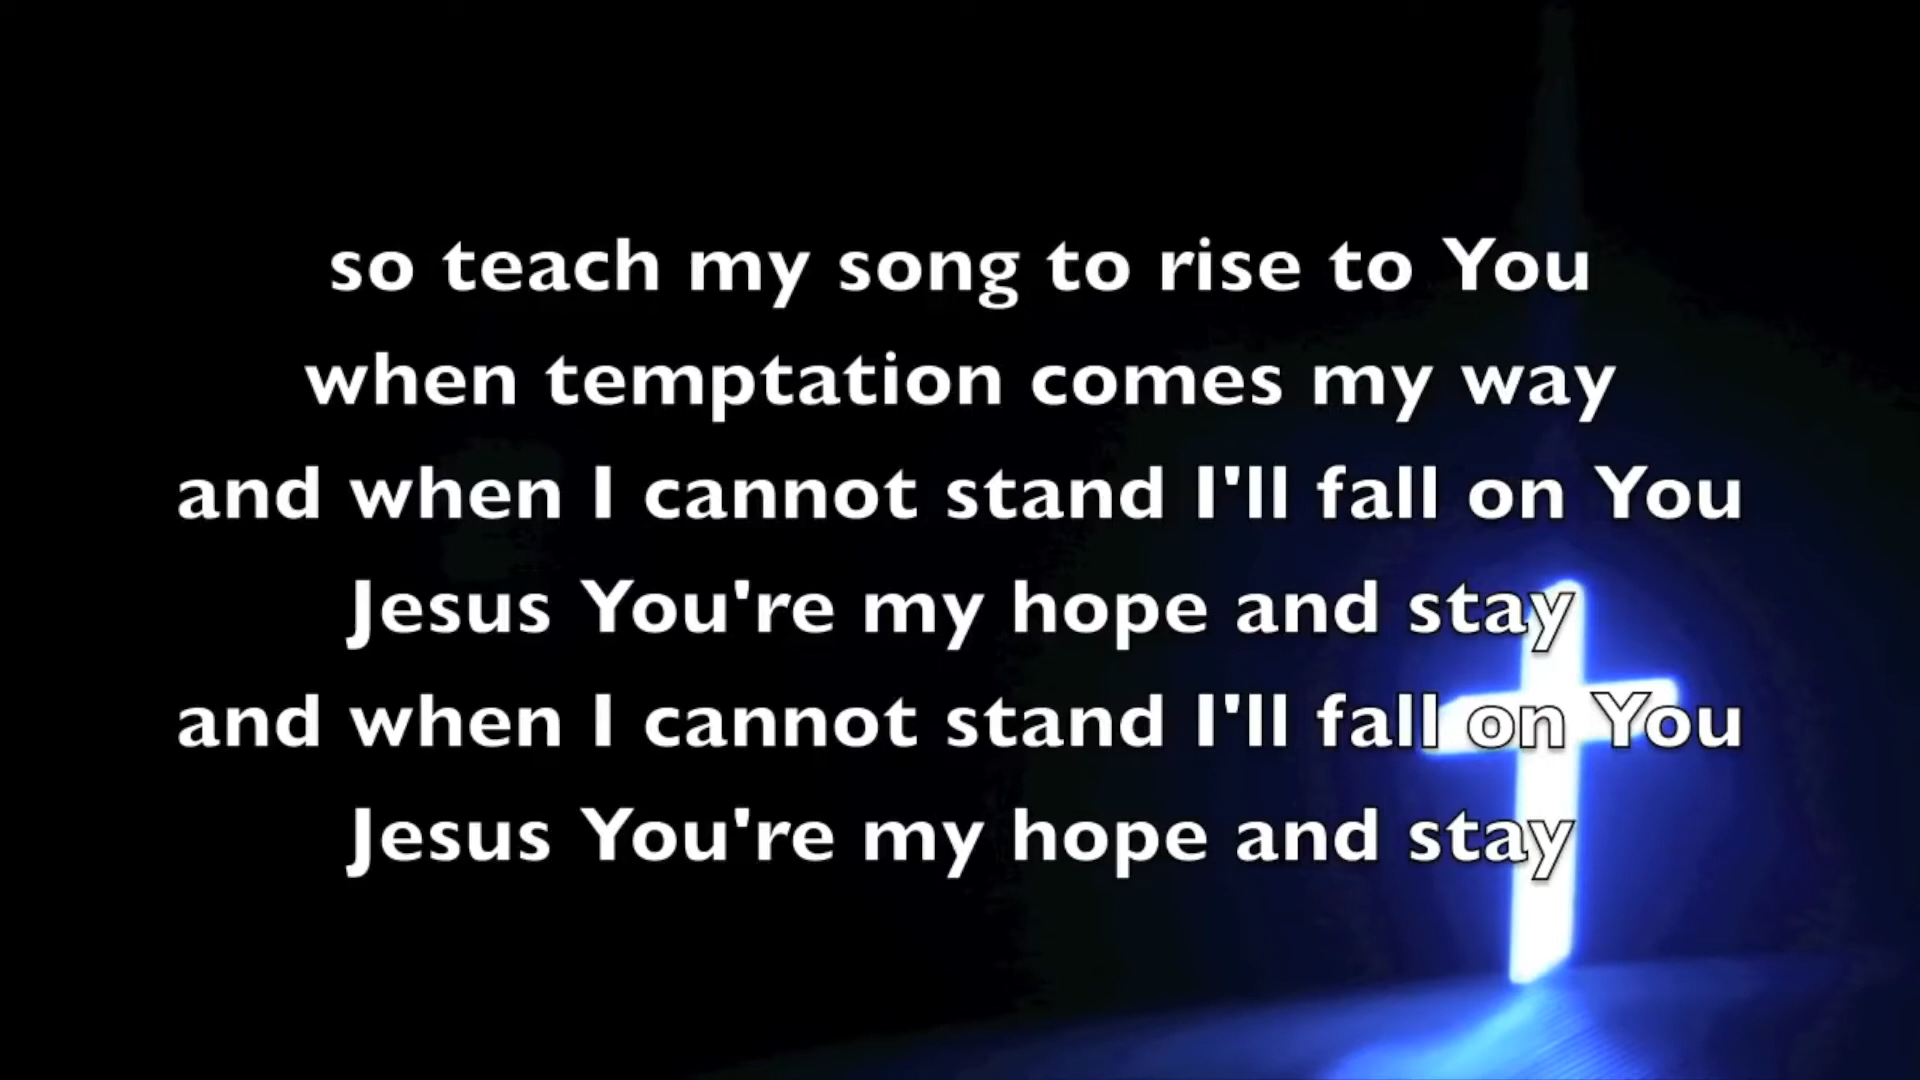 so teach my song to rise to You
when temptation comes my way
and when I cannot stand I'll fall on You
Jesus You're my hope and stay
and when I cannot stand I'll fall on You
Jesus You're my hope and stay